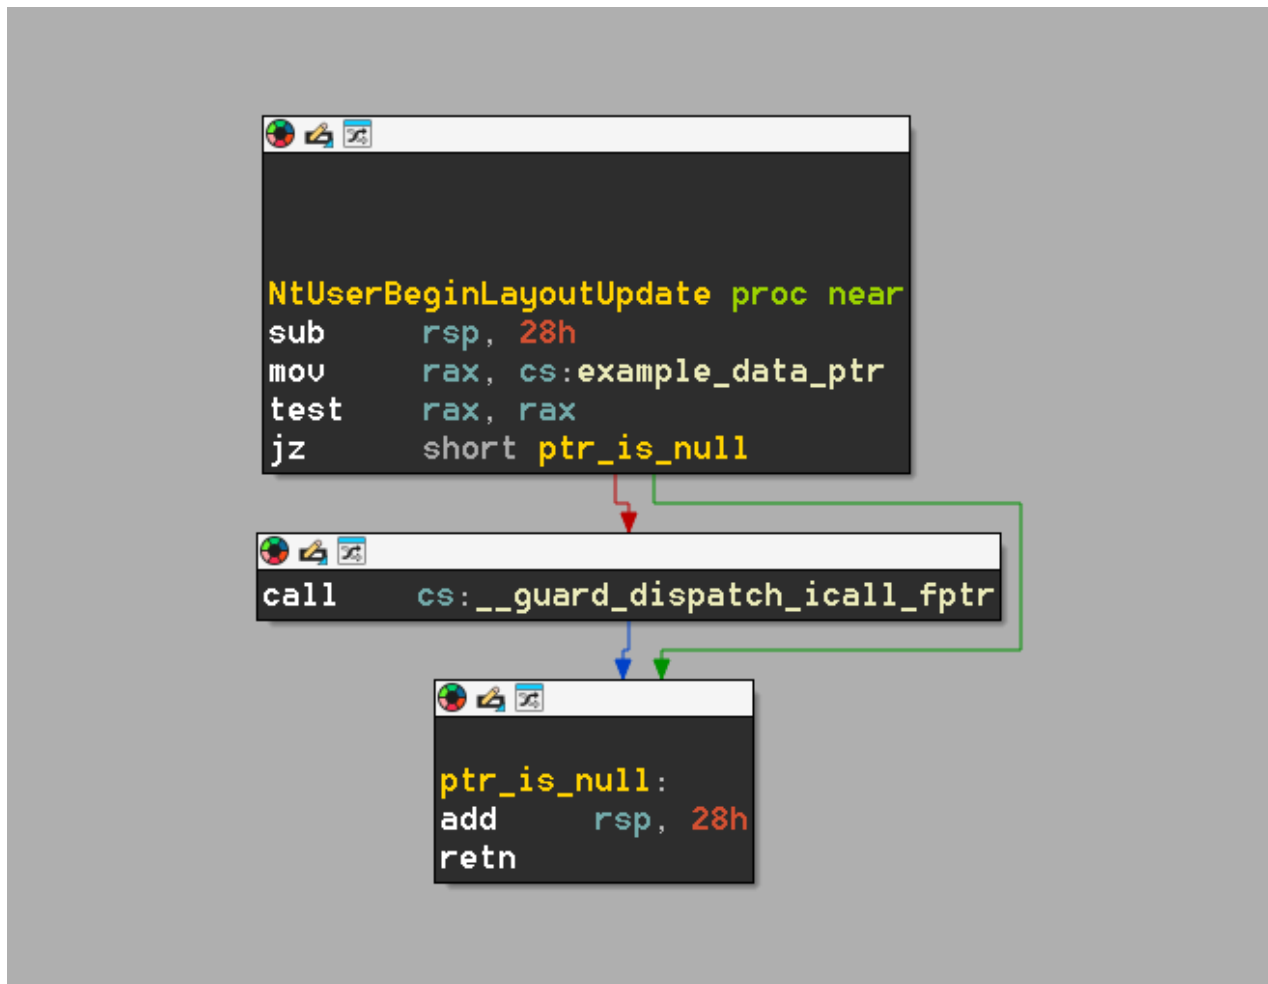 NtUserBeginLayoutUpdate proc near
sub rsp, 28h
mov rax, cs:example_data_ptr
test rax, rax
jz short ptr_is_null
call cs:__guard_dispatch_icall_fptr
ptr_is_null:
add rsp, 28h
retn